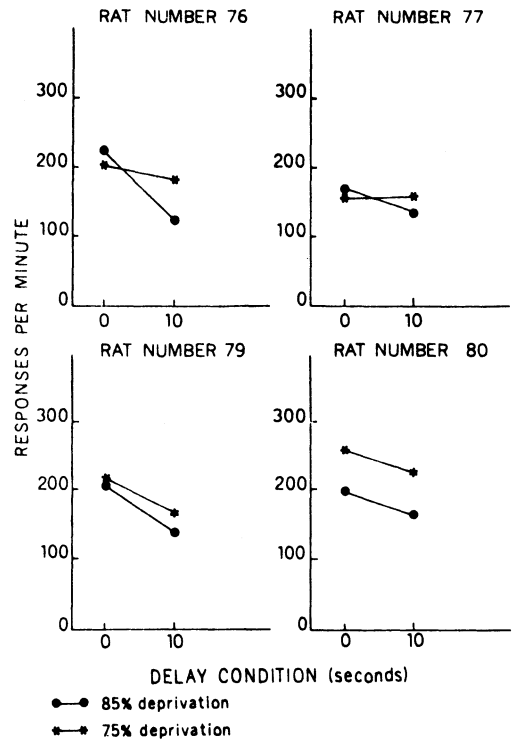 RAT NUMBER 76
RAT NUMBER 77
300
200
100
0
0 10
300
200
100
0
0 10
RESPONSES PER MINUTE
RAT NUMBER 79
RAT NUMBER 80
300
200
100
0
0 10
300
200
100
0
0 10
DELAY CONDITION (seconds)
85% deprivation
75% deprivation